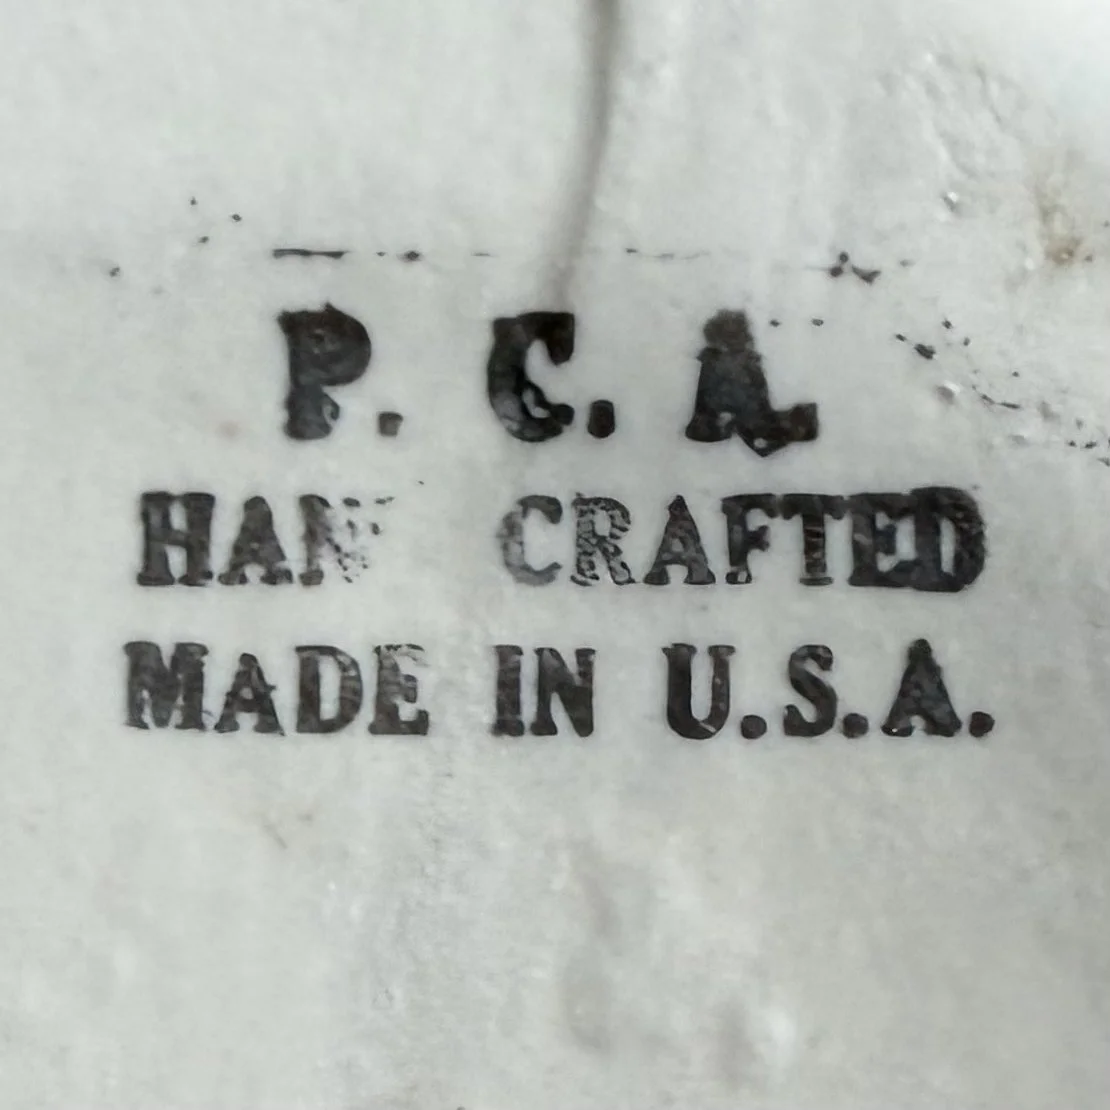 P. C. A.
HAN CRAFTED
MADE IN U.S.A.